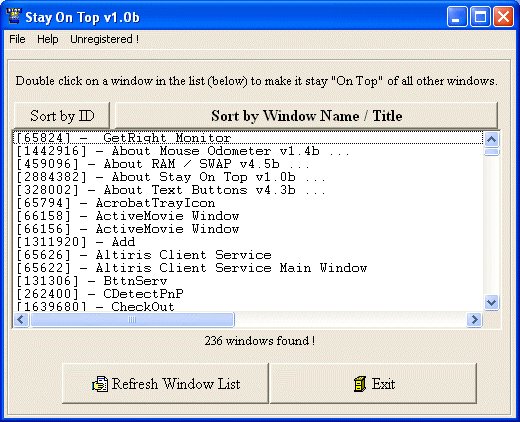 Stay On Top v1.0b
File Help Unregistered !
Double click on a window in the list (below) to make it stay "On Top" of all other windows.
Sort by ID Sort by Window Name / Title
[65824] - GetRight Monitor
[1442916] - About Mouse Odometer v1.4b ...
[459096] - About RAM / SWAP v4.5b ...
[2884382] - About Stay On Top v1.0b ...
[328002] - About Text Buttons v4.3b ...
[65794] - AcrobatTrayIcon
[66158] - ActiveMovie Window
[66156] - ActiveMovie Window
[1311920] - Add
[65626] - Altiris Client Service
[65622] - Altiris Client Service Main Window
[131306] - BttnServ
[262400] - CDetectPnP
[1639680] - CheckOut
236 windows found !
Refresh Window List Exit